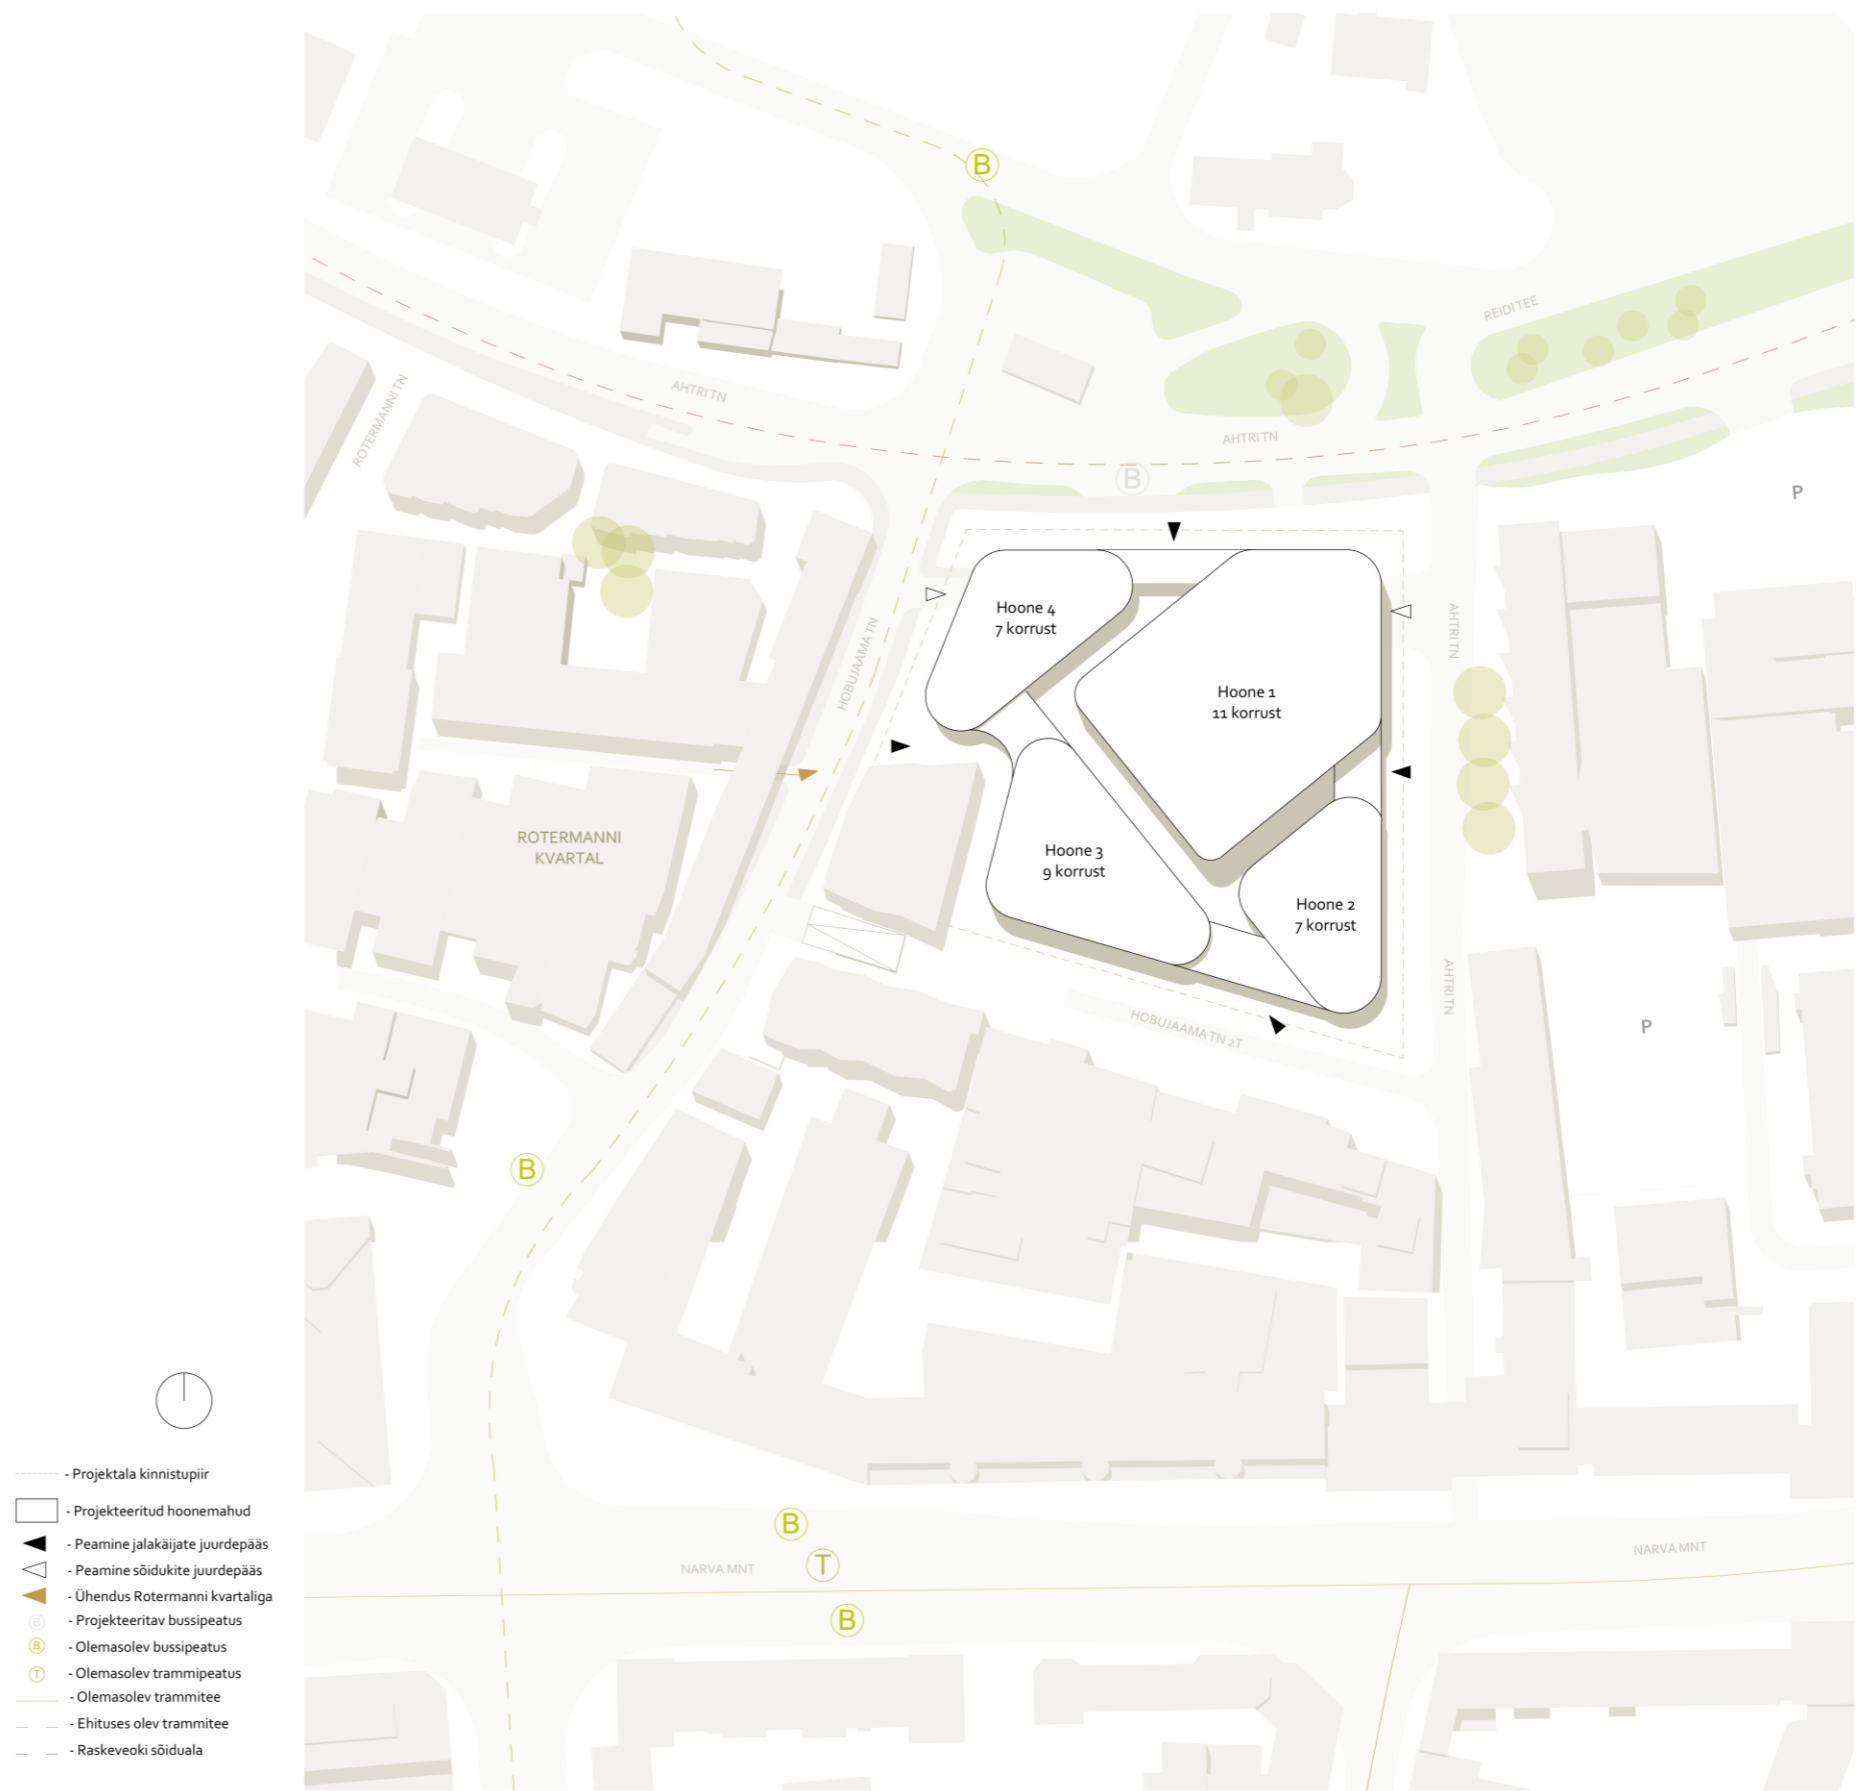 B
REIDI TEE
AHTRI TN
ROTERMANNI TN
AHTRI TN
B
P
Hoone 4
7 korrust
AHTRI TN
HOBUJAAMA TN
Hoone 1
11 korrust
ROTERMANNI
KVARTAL
Hoone 3
9 korrust
Hoone 2
7 korrust
AHTRI TN
HOBUJAAMA TN 2T
P
B
B
NARVA MNT
T
NARVA MNT
B
- Projektala kinnistupiir
- Projekteeritud hoonemahud
- Peamine jalakäijate juurdepääs
- Peamine sõidukite juurdepääs
- Ühendus Rotermanni kvartaliga
B - Projekteeritav bussipeatus
B - Olemasolev bussipeatus
T - Olemasolev trammipeatus
- Olemasolev trammitee
- Ehituses olev trammitee
- Raskeveoki sõiduala